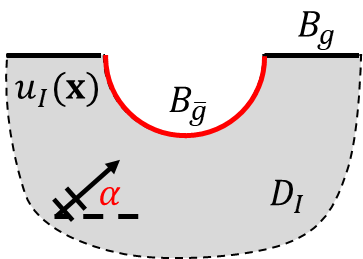 B_g
u_I(𝐱)
B_ḡ
α
D_I